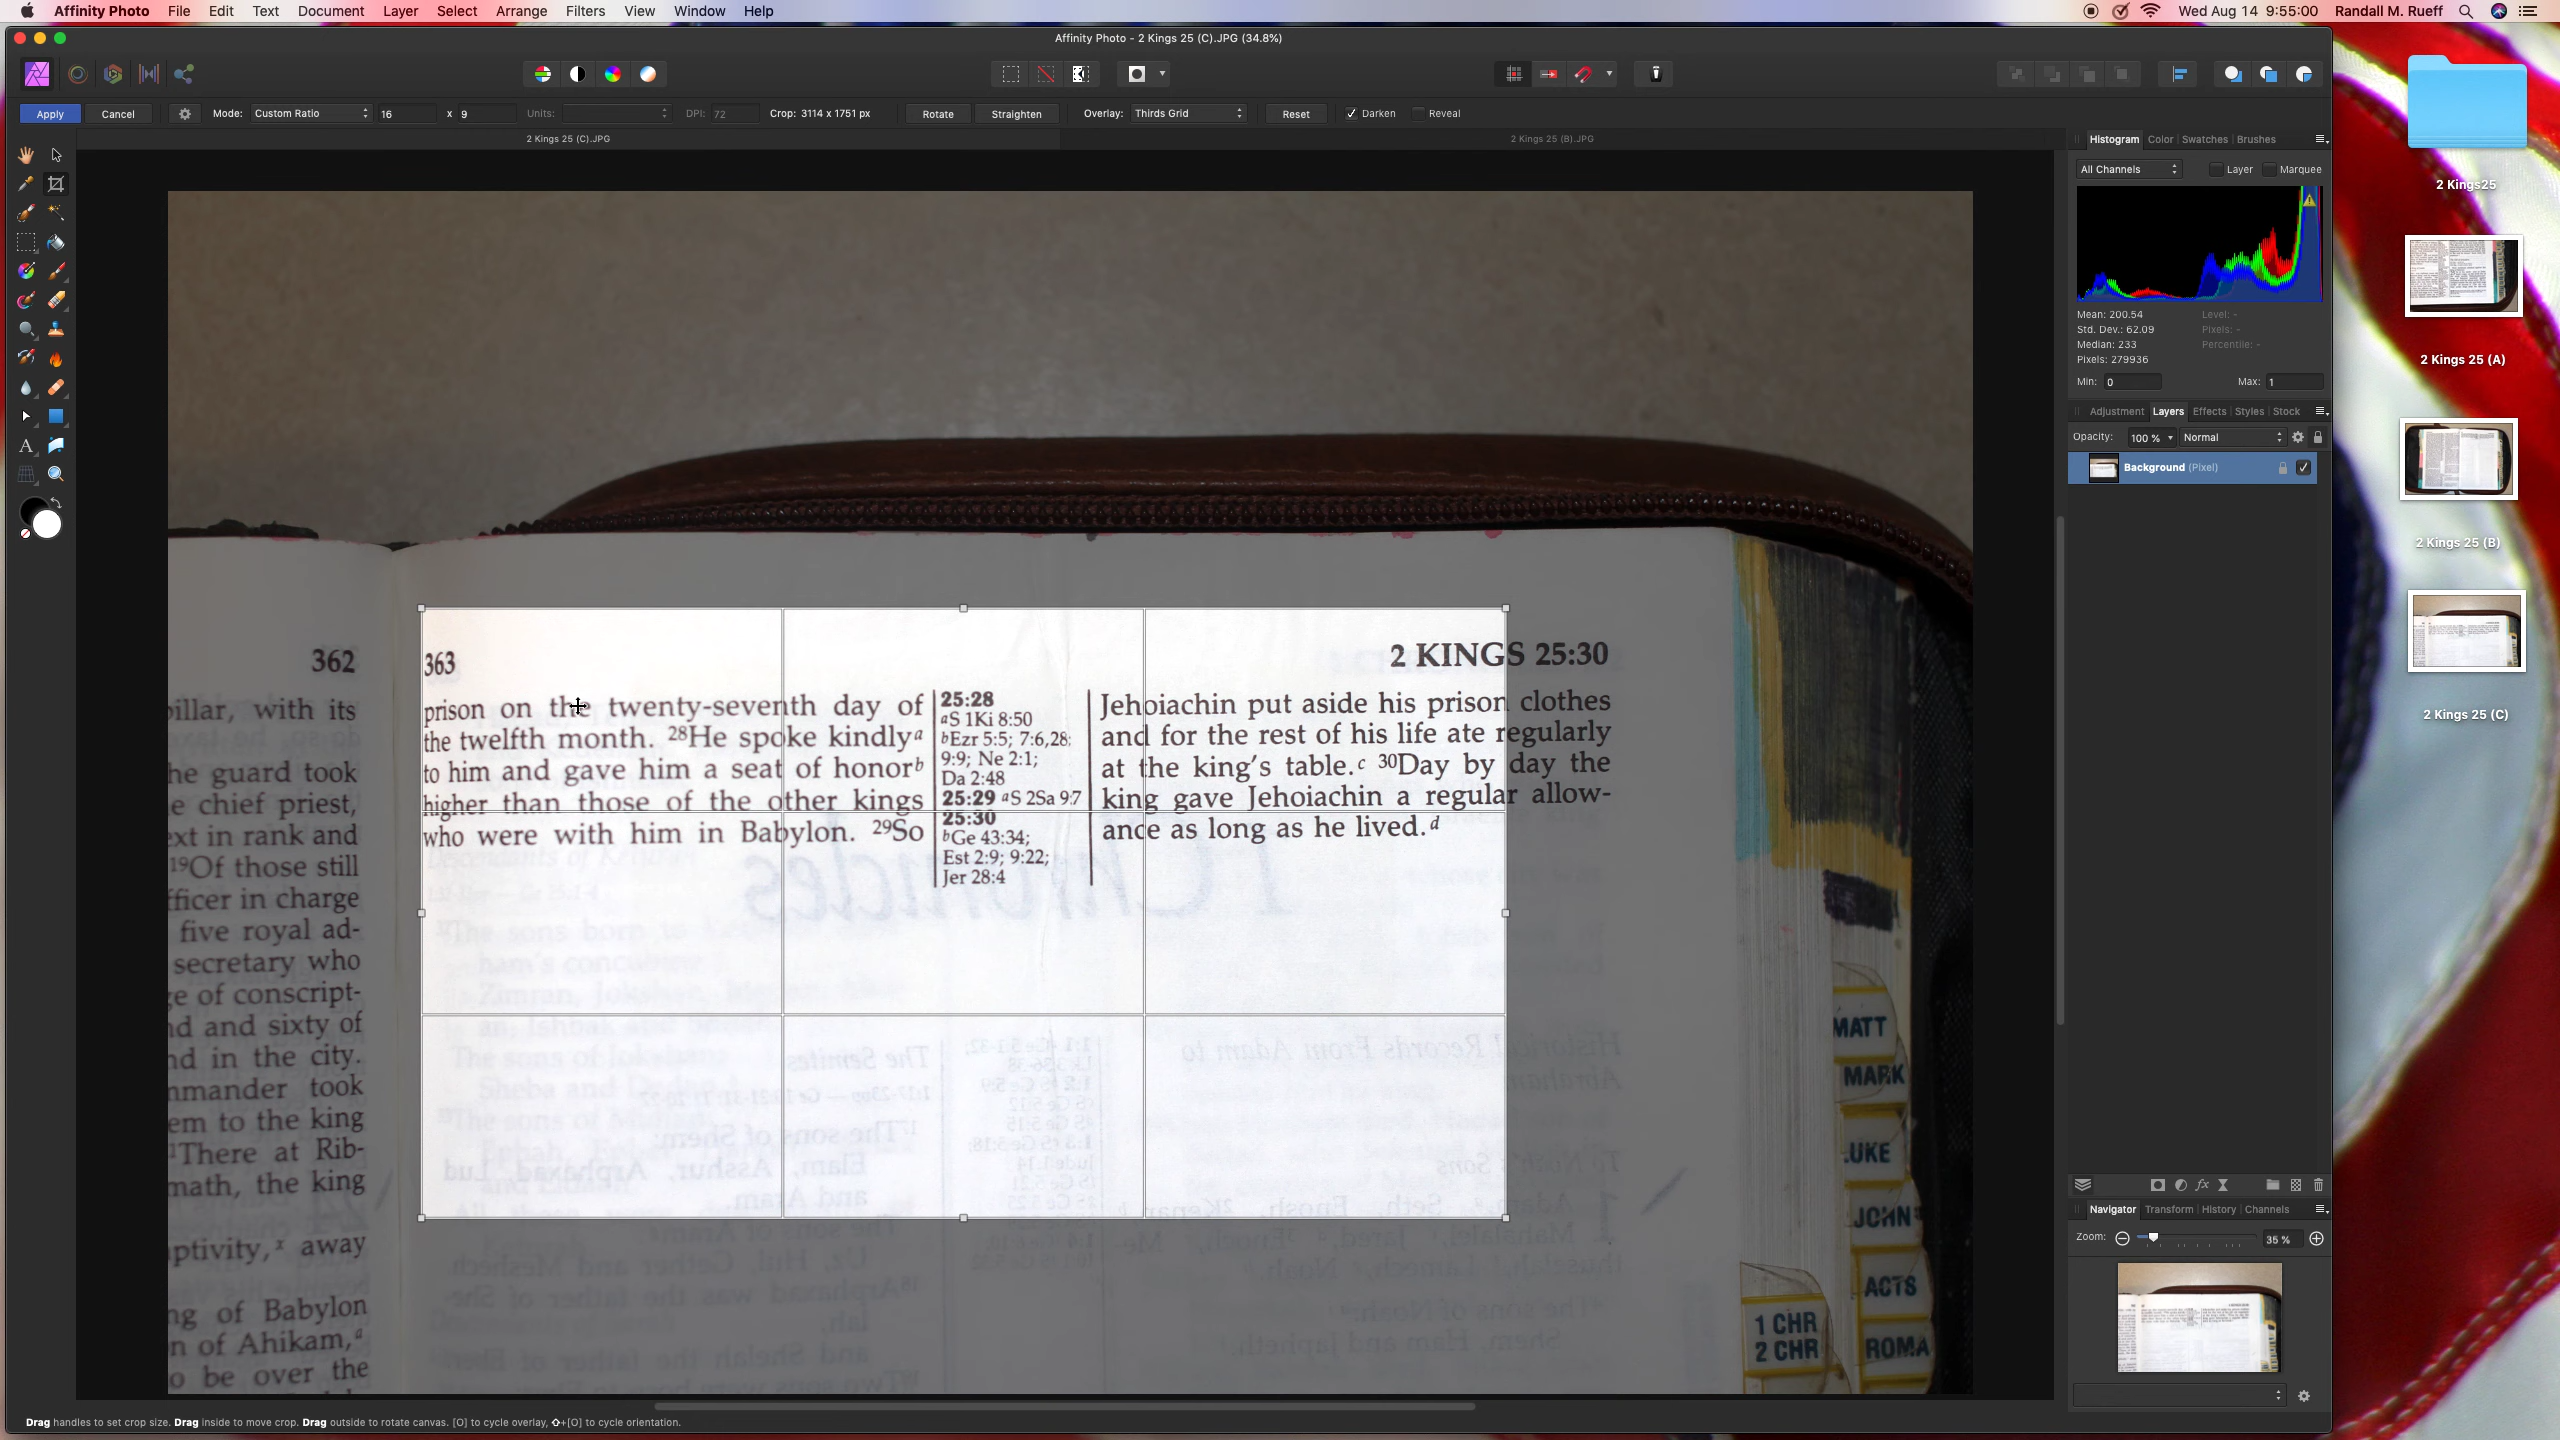 Affinity Photo File Edit Text Document Layer Select Arrange Filters View Window Help
Wed Aug 14 9:55:00 Randall M. Rueff
Affinity Photo - 2 Kings 25 (C).JPG (34.8%)
Apply Cancel Mode: Custom Ratio 16 x 9 Units: DPI: 72 Crop: 3114 x 1751 px Rotate Straighten Overlay: Thirds Grid Reset Darken Reveal
2 Kings 25 (C).JPG
2 Kings 25 (B).JPG
Histogram Color Swatches Brushes
All Channels Layer Marquee
Mean: 200.54 Level: -
Std. Dev.: 62.09 Pixels: -
Median: 233 Percentile: -
Pixels: 279936
Min: 0 Max: 1
Adjustment Layers Effects Styles Stock
Opacity: 100 % Normal
Background (Pixel)
Navigator Transform History Channels
Zoom: 35 %
2 Kings25
2 Kings 25 (A)
2 Kings 25 (B)
2 Kings 25 (C)
362
pillar, with its
he guard took
e chief priest,
ext in rank and
19Of those still
fficer in charge
five royal ad-
secretary who
ge of conscript-
nd and sixty of
nd in the city.
mmander took
em to the king
There at Rib-
math, the king
ptivity,ᶻ away
ng of Babylon
n of Ahikam,ᵃ
o be over the
363
2 KINGS 25:30
prison on the twenty-seventh day of
the twelfth month. 28He spoke kindlyᵃ
to him and gave him a seat of honorᵇ
higher than those of the other kings
who were with him in Babylon. 29So
25:28
ᵃS 1Ki 8:50
ᵇEzr 5:5; 7:6,28;
9:9; Ne 2:1;
Da 2:48
25:29 ᵃS 2Sa 9:7
25:30
ᵇGe 43:34;
Est 2:9; 9:22;
Jer 28:4
Jehoiachin put aside his prison clothes
and for the rest of his life ate regularly
at the king's table.ᶜ 30Day by day the
king gave Jehoiachin a regular allow-
ance as long as he lived.ᵈ
MATT
MARK
LUKE
JOHN
ACTS
ROMA
1 CHR
2 CHR
Drag handles to set crop size. Drag inside to move crop. Drag outside to rotate canvas. [O] to cycle overlay, ⇧+[O] to cycle orientation.